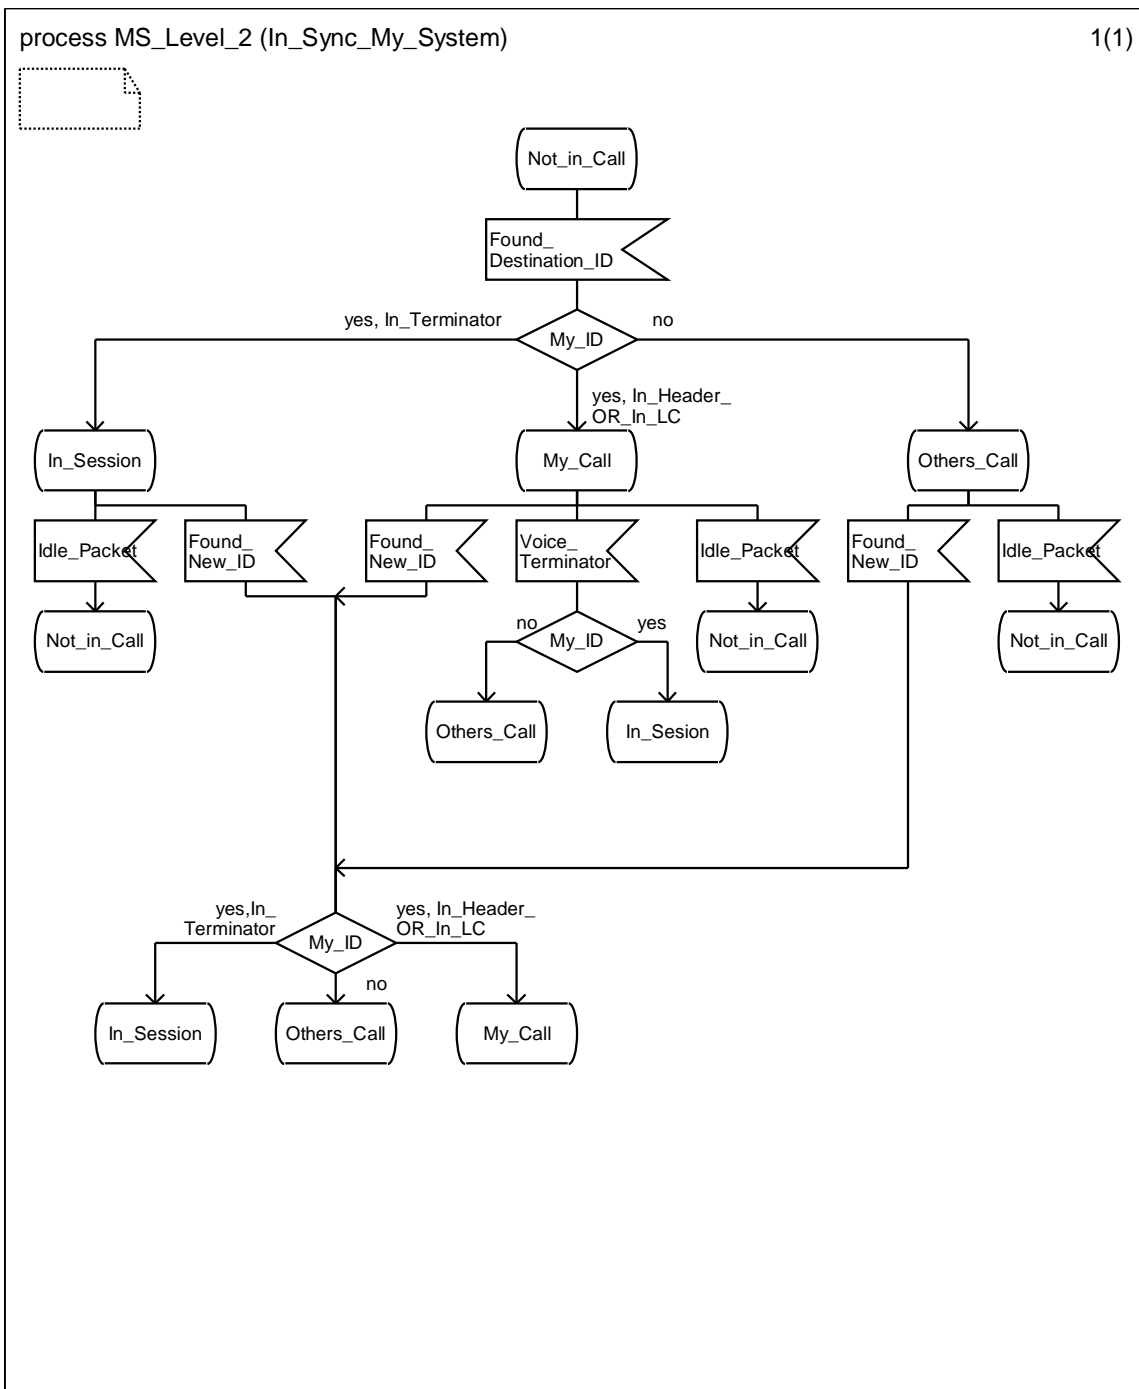 process MS_Level_2 (In_Sync_My_System)
1(1)
Not_in_Call
Found_
Destination_ID
yes, In_Terminator
My_ID
no
yes, In_Header_
OR_In_LC
In_Session
My_Call
Others_Call
Idle_Packet
Found_
New_ID
Found_
New_ID
Voice_
Terminator
Idle_Packet
Found_
New_ID
Idle_Packet
Not_in_Call
no
My_ID
yes
Not_in_Call
Not_in_Call
Others_Call
In_Sesion
yes,In_
Terminator
My_ID
yes, In_Header_
OR_In_LC
no
In_Session
Others_Call
My_Call